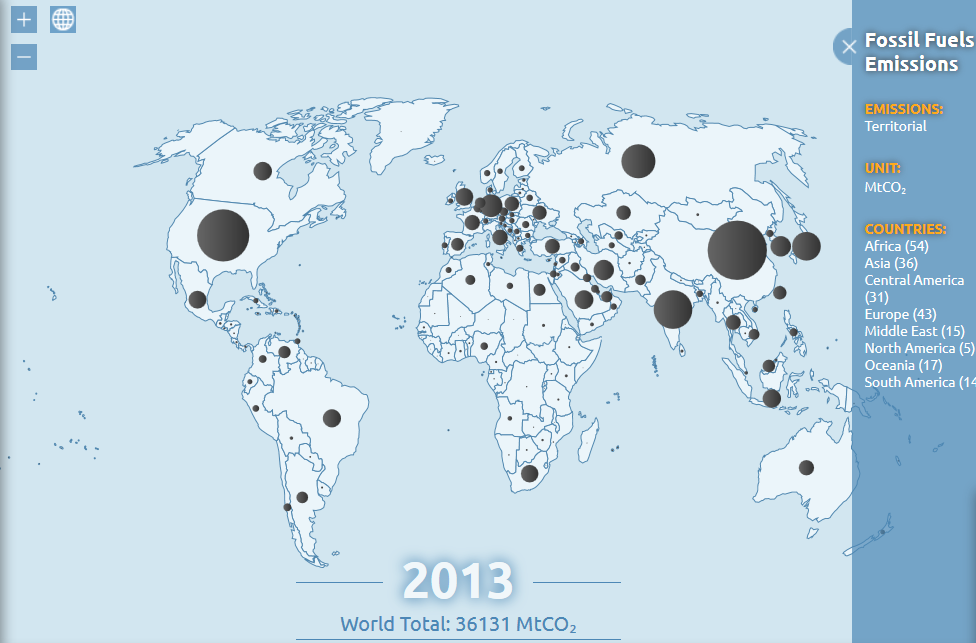 Fossil Fuels
Emissions
EMISSIONS:
Territorial
UNIT:
MtCO₂
COUNTRIES:
Africa (54)
Asia (36)
Central America
(31)
Europe (43)
Middle East (15)
North America (5)
Oceania (17)
South America (14
2013
World Total: 36131 MtCO₂